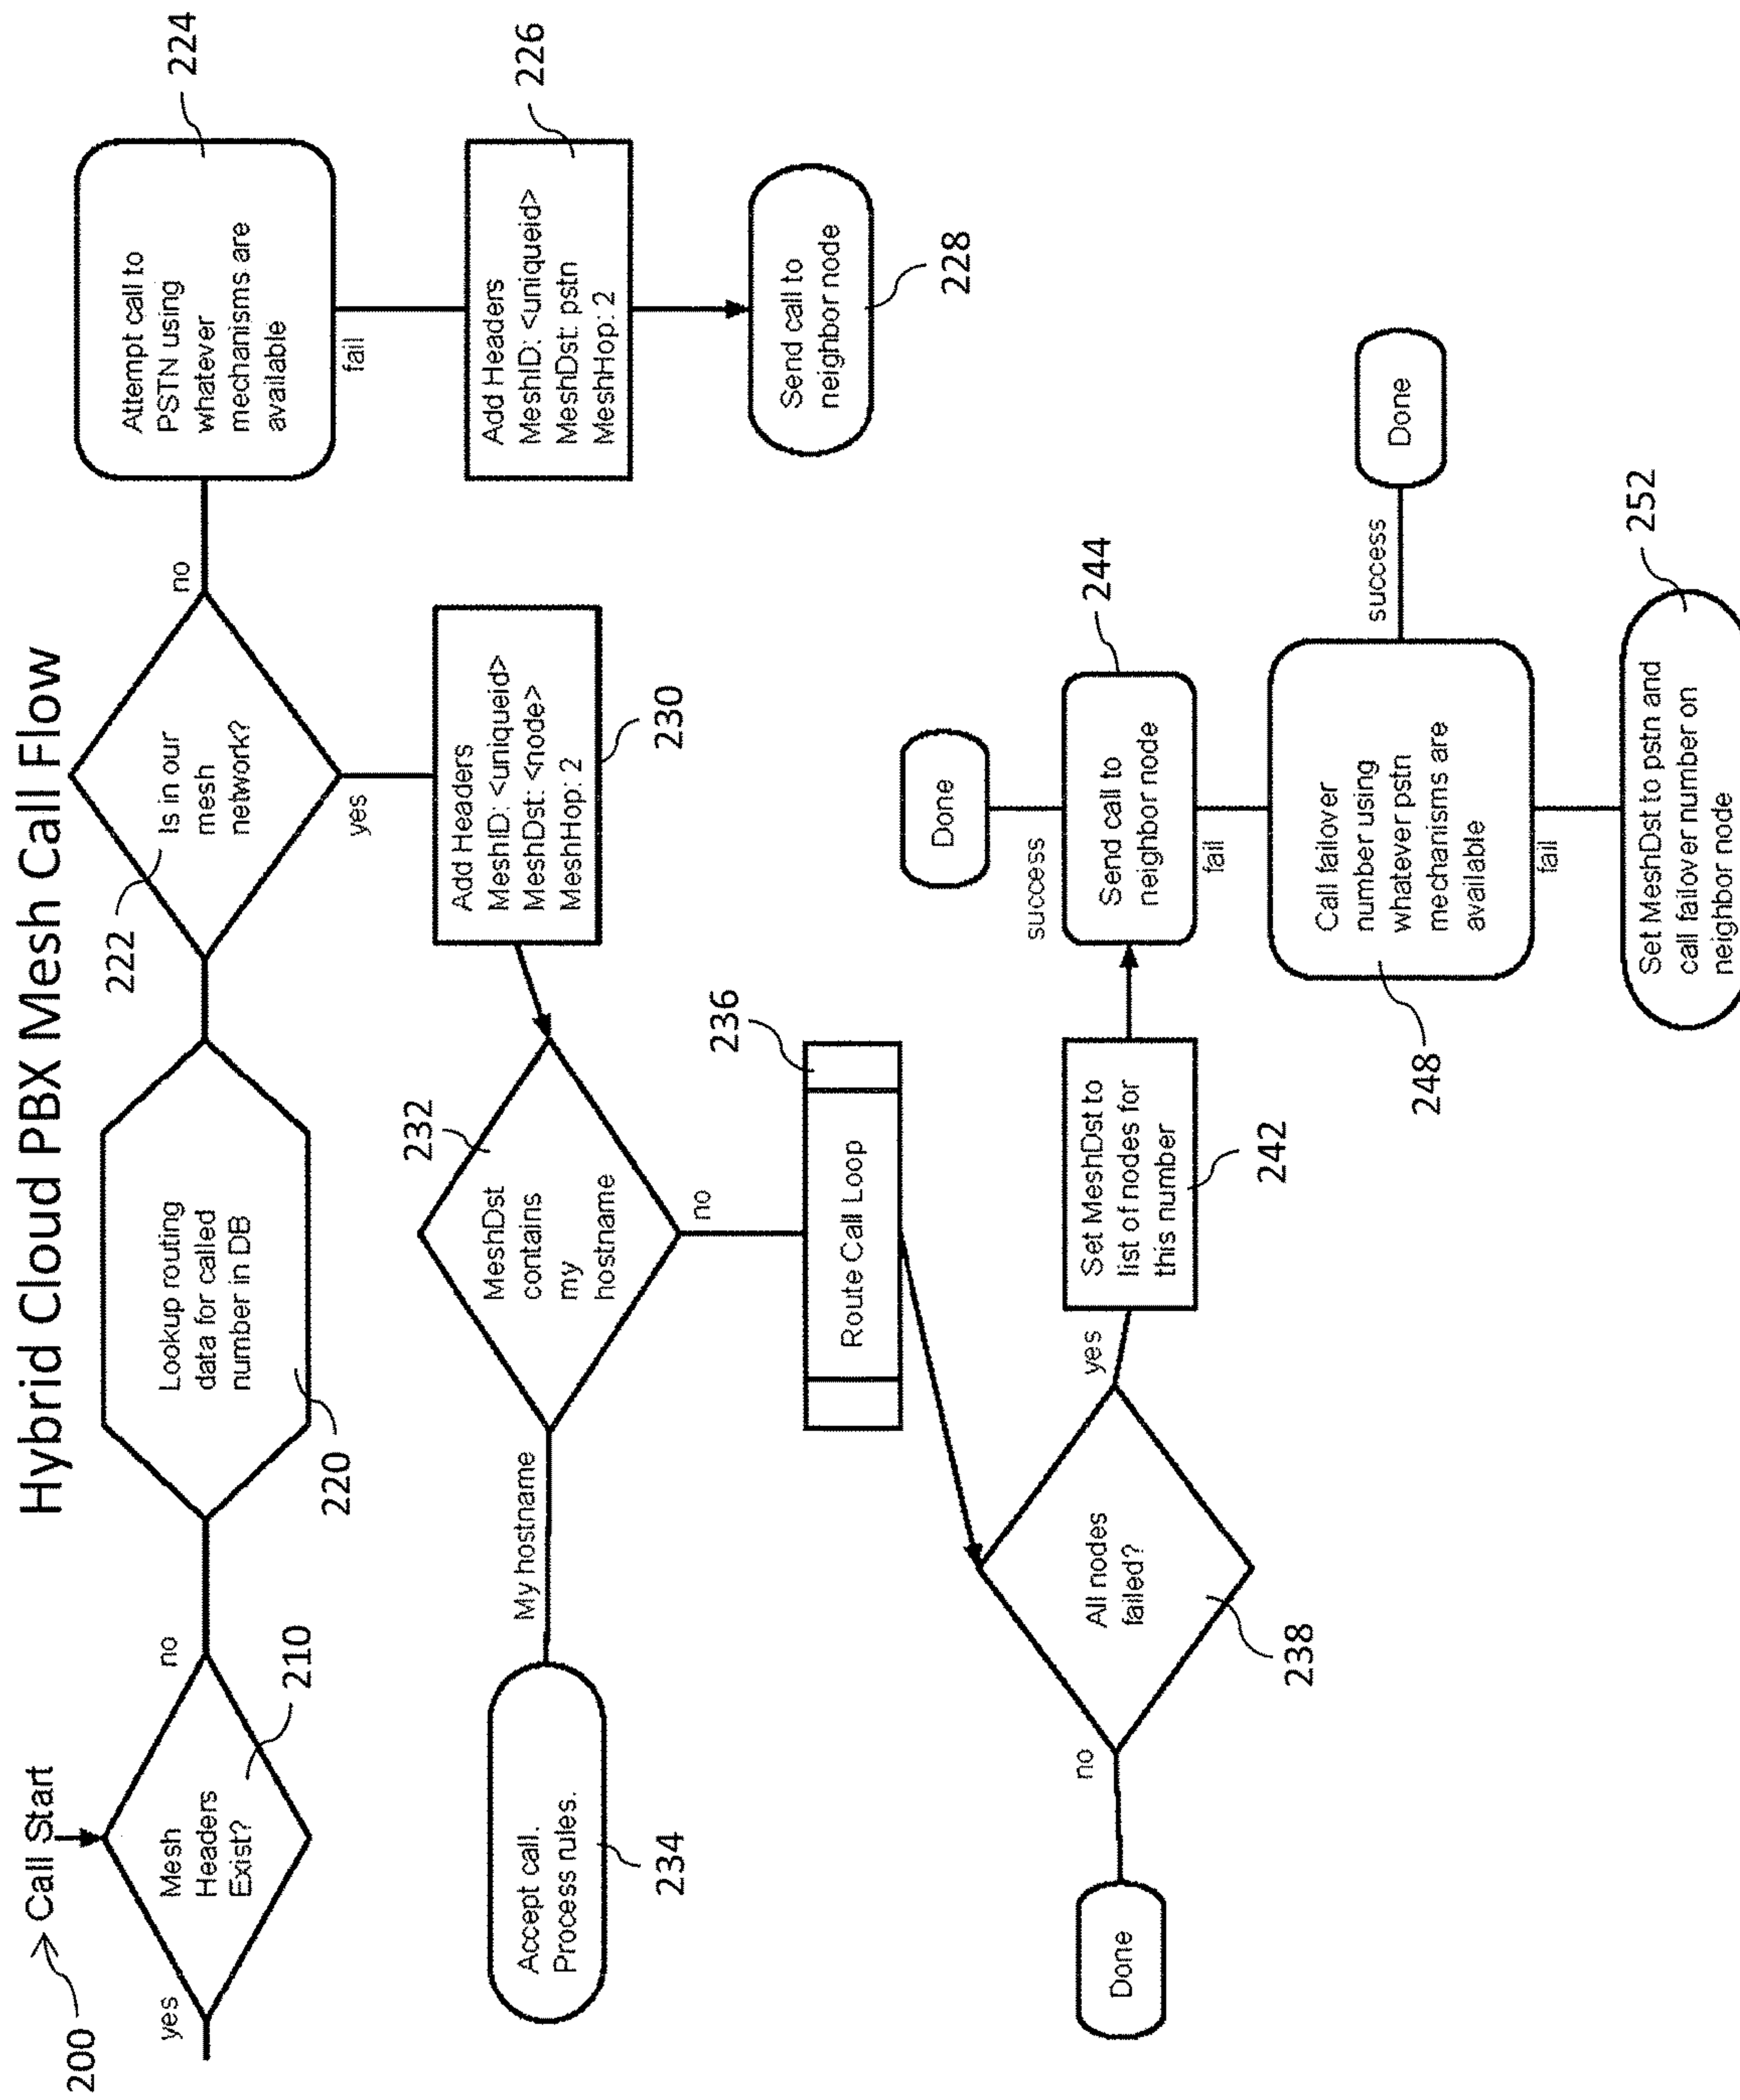 Hybrid Cloud PBX Mesh Call Flow
200
Call Start
Mesh
Headers
Exist?
yes
no
210
Lookup routing
data for called
number in DB
220
Is in our
mesh
network?
222
no
yes
Attempt call to
PSTN using
whatever
mechanisms are
available
224
fail
Add Headers
MeshID: <uniqueid>
MeshDst: pstn
MeshHop: 2
226
Send call to
neighbor node
228
Add Headers
MeshID: <uniqueid>
MeshDst: <node>
MeshHop: 2
230
MeshDst
contains
my
hostname
232
My hostname
no
Accept call.
Process rules.
234
Route Call Loop
236
All nodes
failed?
238
no
yes
Done
Set MeshDst to
list of nodes for
this number
242
Send call to
neighbor node
244
success
Done
fail
Call failover
number using
whatever pstn
mechanisms are
available
248
success
Done
fail
Set MeshDst to pstn and
call failover number on
neighbor node
252